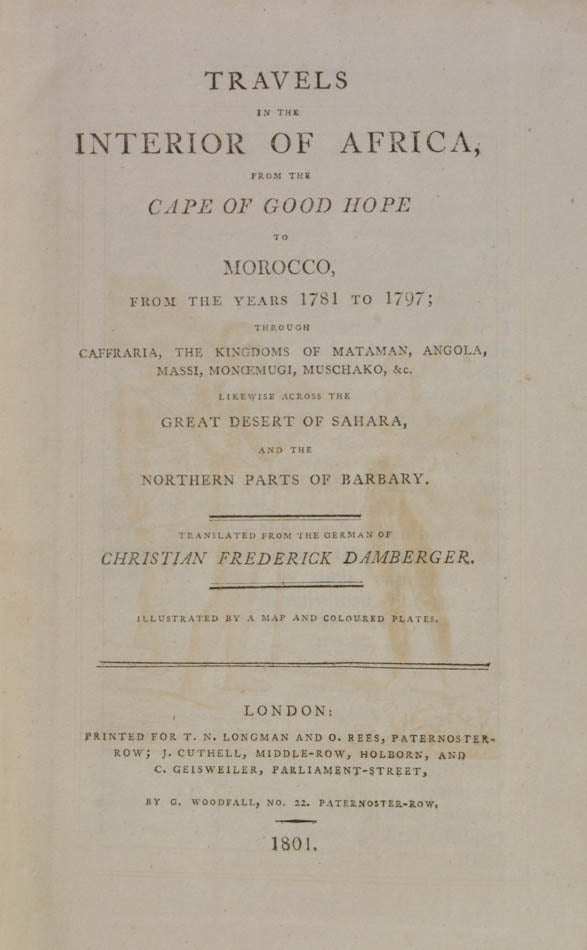 TRAVELS
IN THE
INTERIOR OF AFRICA,
FROM THE
CAPE OF GOOD HOPE
TO
MOROCCO,
FROM THE YEARS 1781 TO 1797;
THROUGH
CAFFRARIA, THE KINGDOMS OF MATAMAN, ANGOLA,
MASSI, MONŒMUGI, MUSCHAKO, &c.
LIKEWISE ACROSS THE
GREAT DESERT OF SAHARA,
AND THE
NORTHERN PARTS OF BARBARY.
TRANSLATED FROM THE GERMAN OF
CHRISTIAN FREDERICK DAMBERGER.
ILLUSTRATED BY A MAP AND COLOURED PLATES.
LONDON:
PRINTED FOR T. N. LONGMAN AND O. REES, PATERNOSTER-
ROW; J. CUTHELL, MIDDLE-ROW, HOLBORN, AND
C. GEISWEILER, PARLIAMENT-STREET,
BY G. WOODFALL, NO. 22. PATERNOSTER-ROW.
1801.